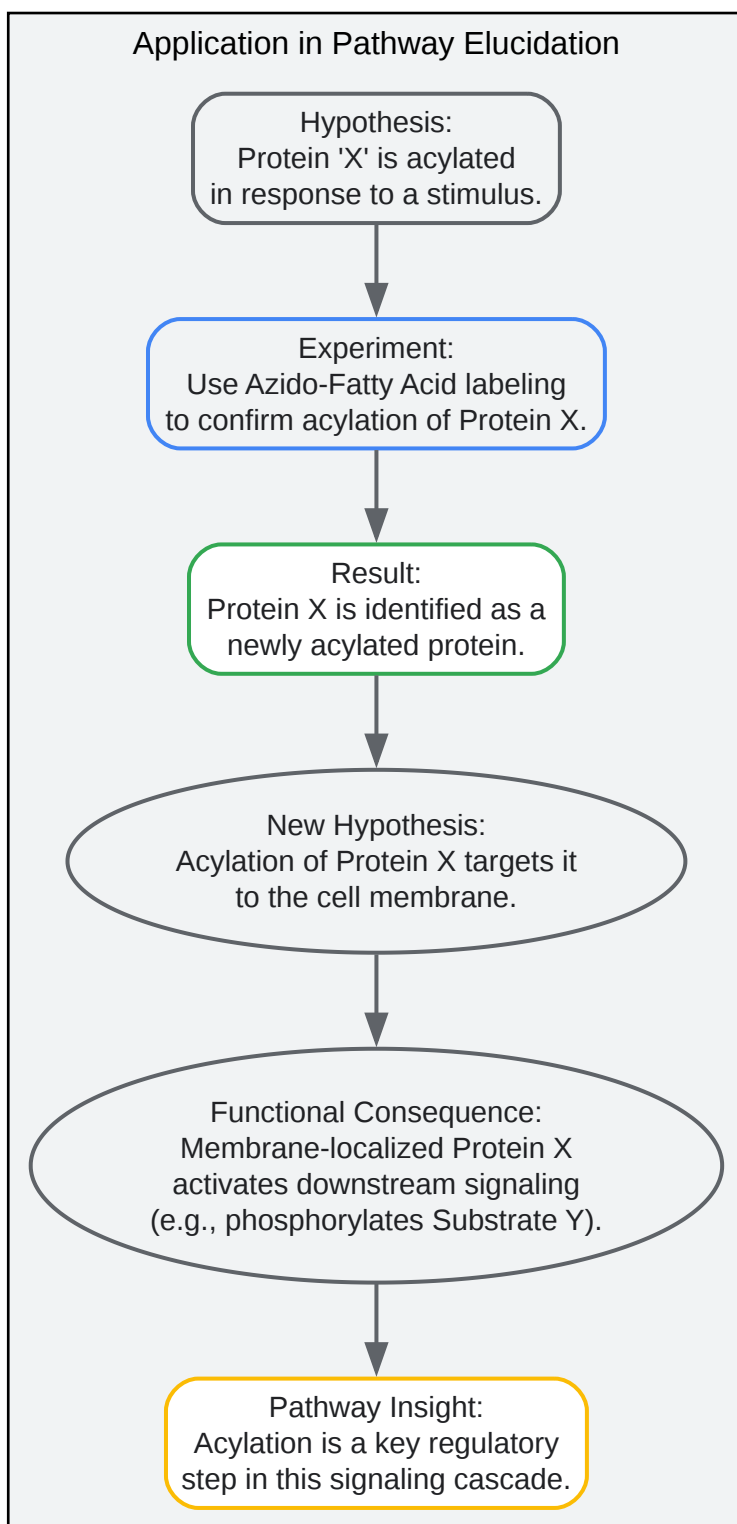 Application in Pathway Elucidation
Hypothesis:
Protein 'X' is acylated
in response to a stimulus.
Experiment:
Use Azido-Fatty Acid labeling
to confirm acylation of Protein X.
Result:
Protein X is identified as a
newly acylated protein.
New Hypothesis:
Acylation of Protein X targets it
to the cell membrane.
Functional Consequence:
Membrane-localized Protein X
activates downstream signaling
(e.g., phosphorylates Substrate Y).
Pathway Insight:
Acylation is a key regulatory
step in this signaling cascade.